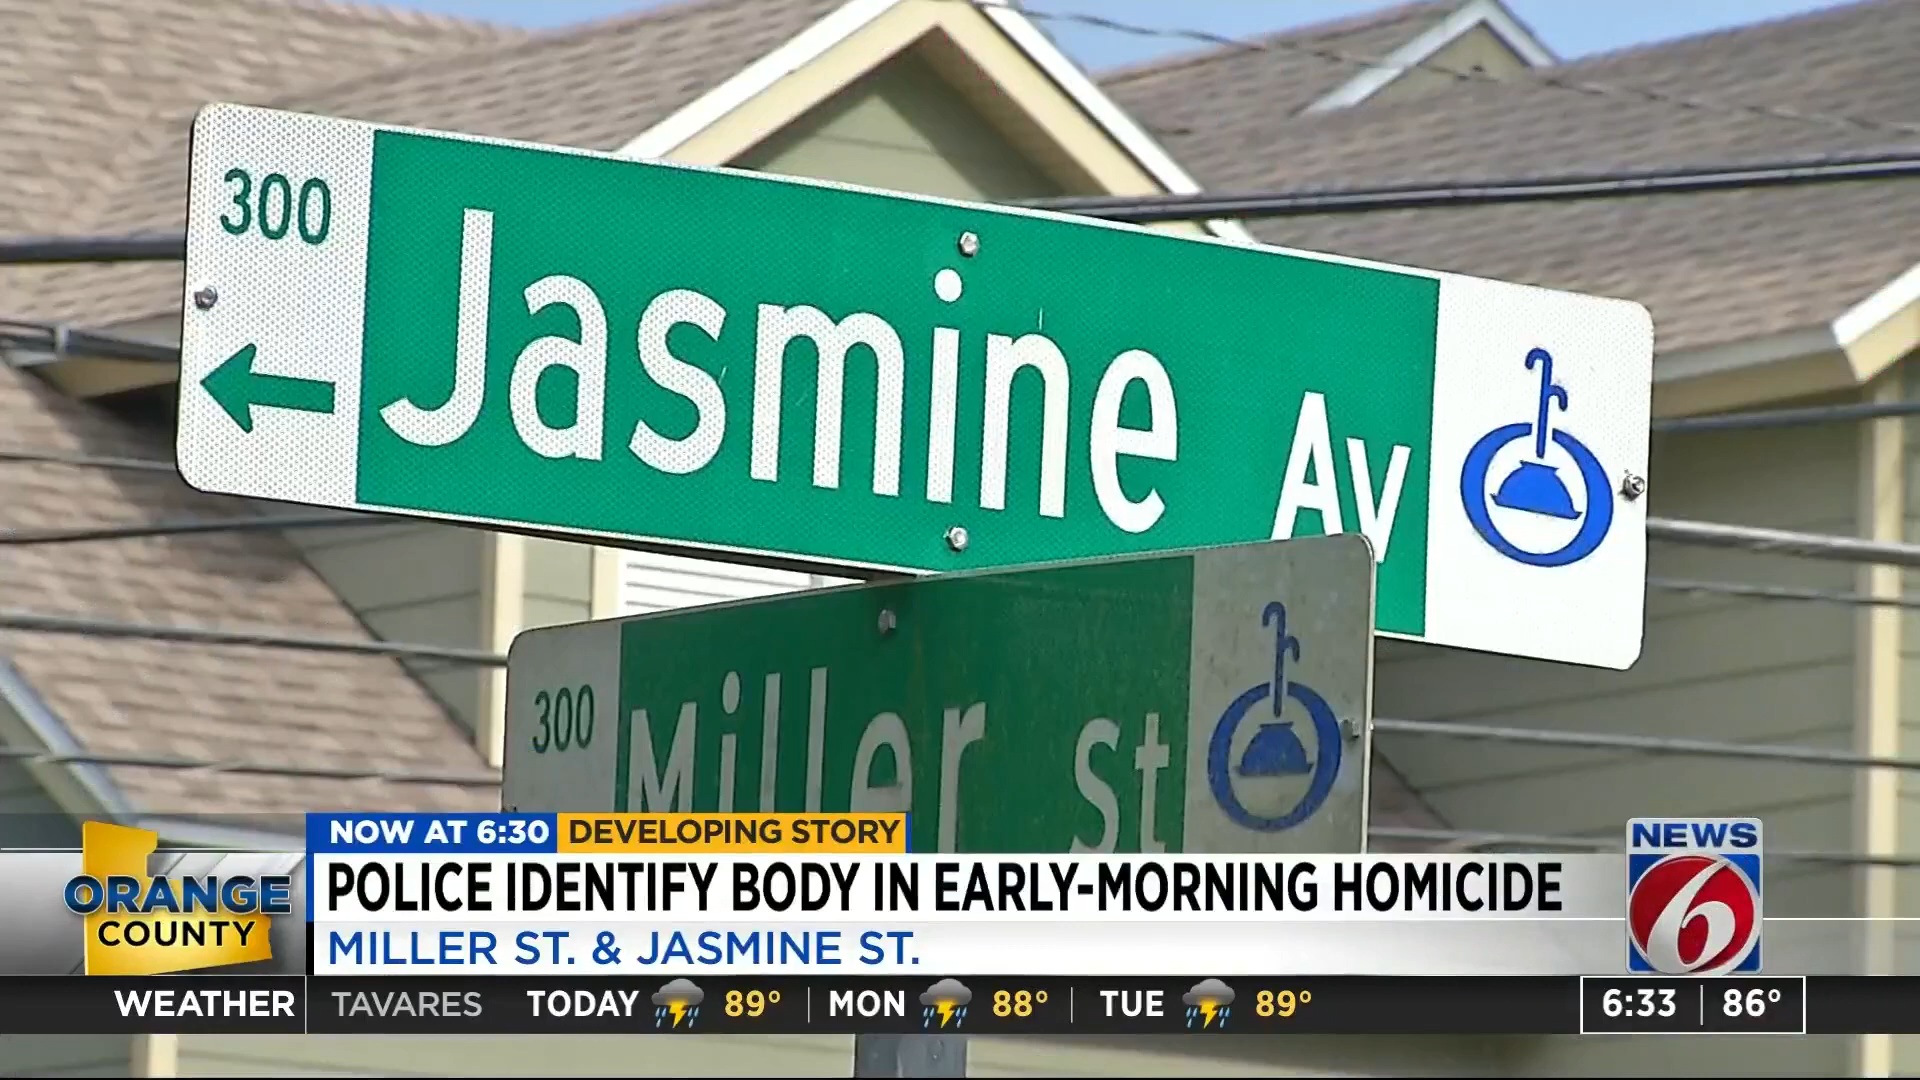 300
Jasmine Av
300
Miller St
NOW AT 6:30 DEVELOPING STORY
ORANGE COUNTY
POLICE IDENTIFY BODY IN EARLY-MORNING HOMICIDE
MILLER ST. & JASMINE ST.
NEWS 6
WEATHER TAVARES TODAY 89° MON 88° TUE 89° 6:33 86°